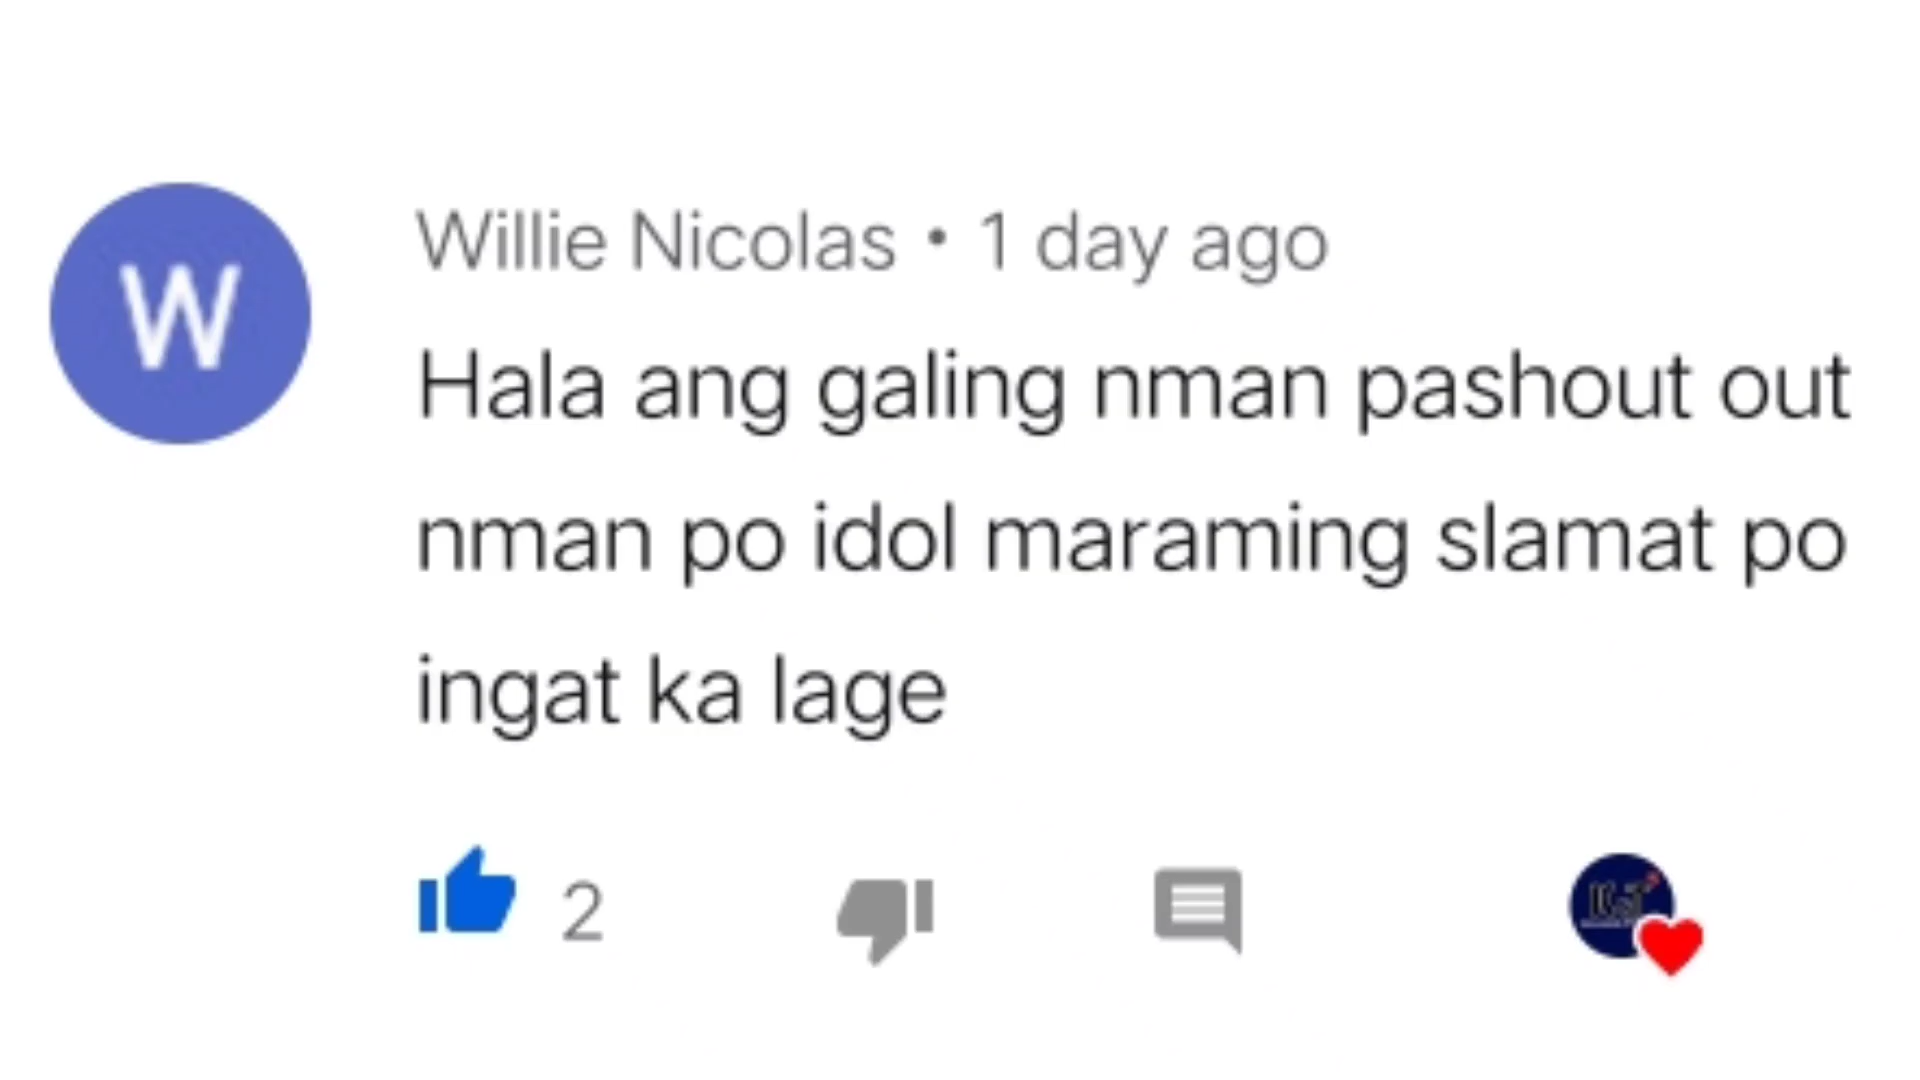 W
Willie Nicolas • 1 day ago
Hala ang galing nman pashout out
nman po idol maraming slamat po
ingat ka lage
2